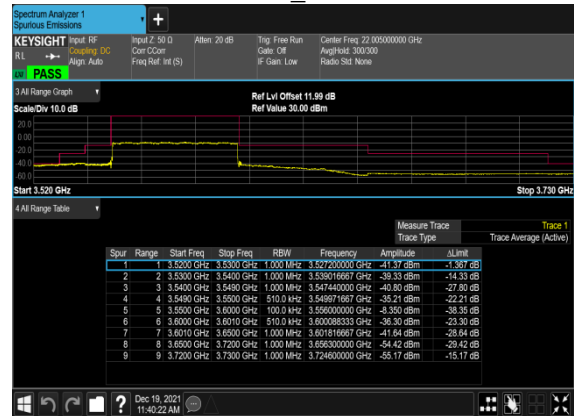 Spectrum Analyzer 1
Spurious Emissions
KEYSIGHT Input: RF Input Z: 50 Ω Atten: 20 dB Trig: Free Run Center Freq: 22.005000000 GHz
RL Coupling: DC Corr CCorr Gate: Off Avg|Hold: 300/300
Align: Auto Freq Ref: Int (S) IF Gain: Low Radio Std: None
PASS
3 All Range Graph
Ref Lvl Offset 11.99 dB
Scale/Div 10.0 dB Ref Value 30.00 dBm
20.0
0.00
-20.0
-40.0
-60.0
Start 3.520 GHz Stop 3.730 GHz
4 All Range Table
Measure Trace Trace 1
Trace Type Trace Average (Active)
Spur Range Start Freq Stop Freq RBW Frequency Amplitude ΔLimit
1 1 3.5200 GHz 3.5300 GHz 1.000 MHz 3.527200000 GHz -41.37 dBm -1.367 dB
2 2 3.5300 GHz 3.5400 GHz 1.000 MHz 3.539016667 GHz -39.33 dBm -14.33 dB
3 3 3.5400 GHz 3.5490 GHz 1.000 MHz 3.547440000 GHz -40.80 dBm -27.80 dB
4 4 3.5490 GHz 3.5500 GHz 510.0 kHz 3.549971667 GHz -35.21 dBm -22.21 dB
5 5 3.5500 GHz 3.6000 GHz 100.0 kHz 3.556000000 GHz -8.350 dBm -38.35 dB
6 6 3.6000 GHz 3.6010 GHz 510.0 kHz 3.600088333 GHz -36.30 dBm -23.30 dB
7 7 3.6010 GHz 3.6500 GHz 1.000 MHz 3.601816667 GHz -41.64 dBm -28.64 dB
8 8 3.6500 GHz 3.7200 GHz 1.000 MHz 3.656300000 GHz -54.42 dBm -29.42 dB
9 9 3.7200 GHz 3.7300 GHz 1.000 MHz 3.724600000 GHz -55.17 dBm -15.17 dB
Dec 19, 2021
11:40:22 AM